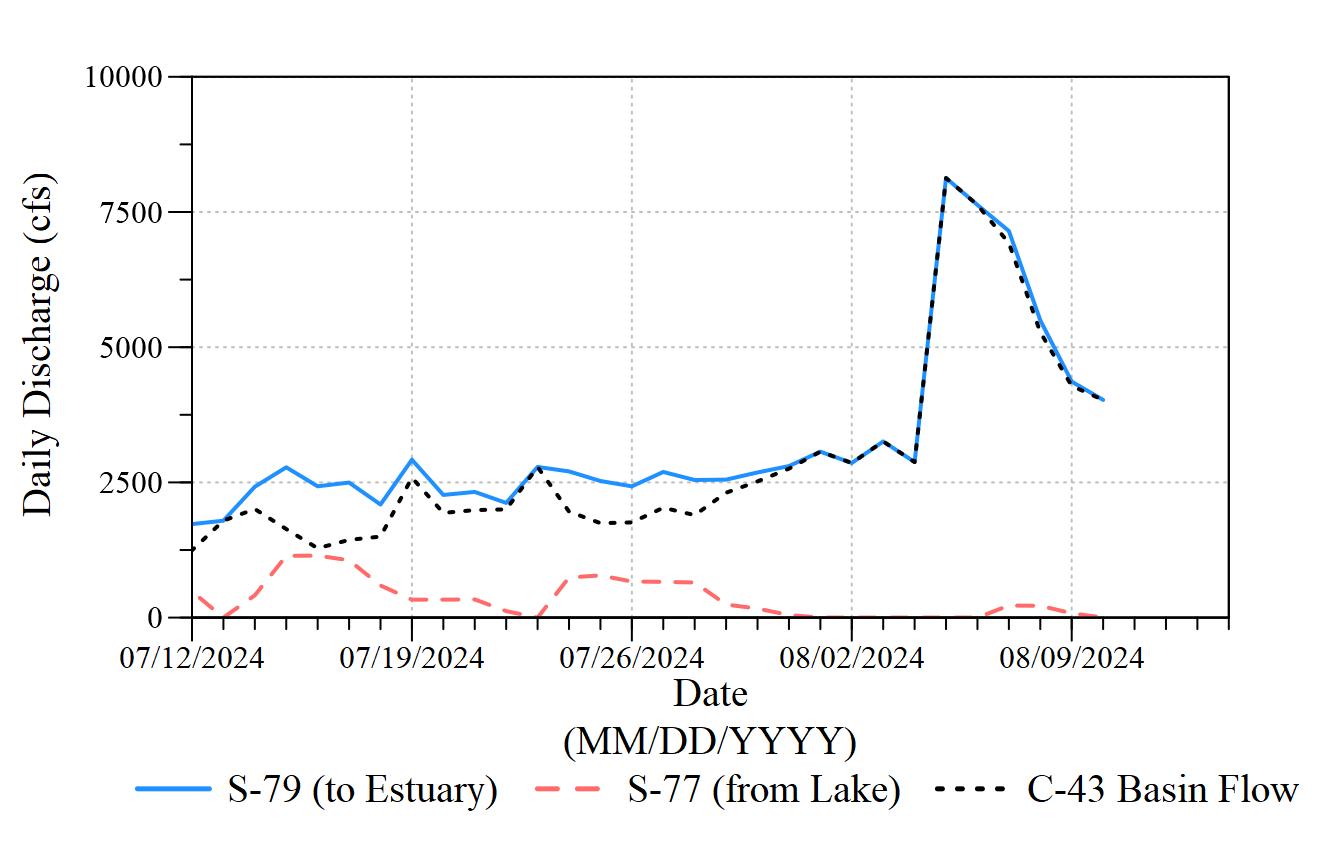 10000
7500
5000
2500
0
Daily Discharge (cfs)
07/12/2024 07/19/2024 07/26/2024 08/02/2024 08/09/2024
Date
(MM/DD/YYYY)
S-79 (to Estuary) S-77 (from Lake) C-43 Basin Flow